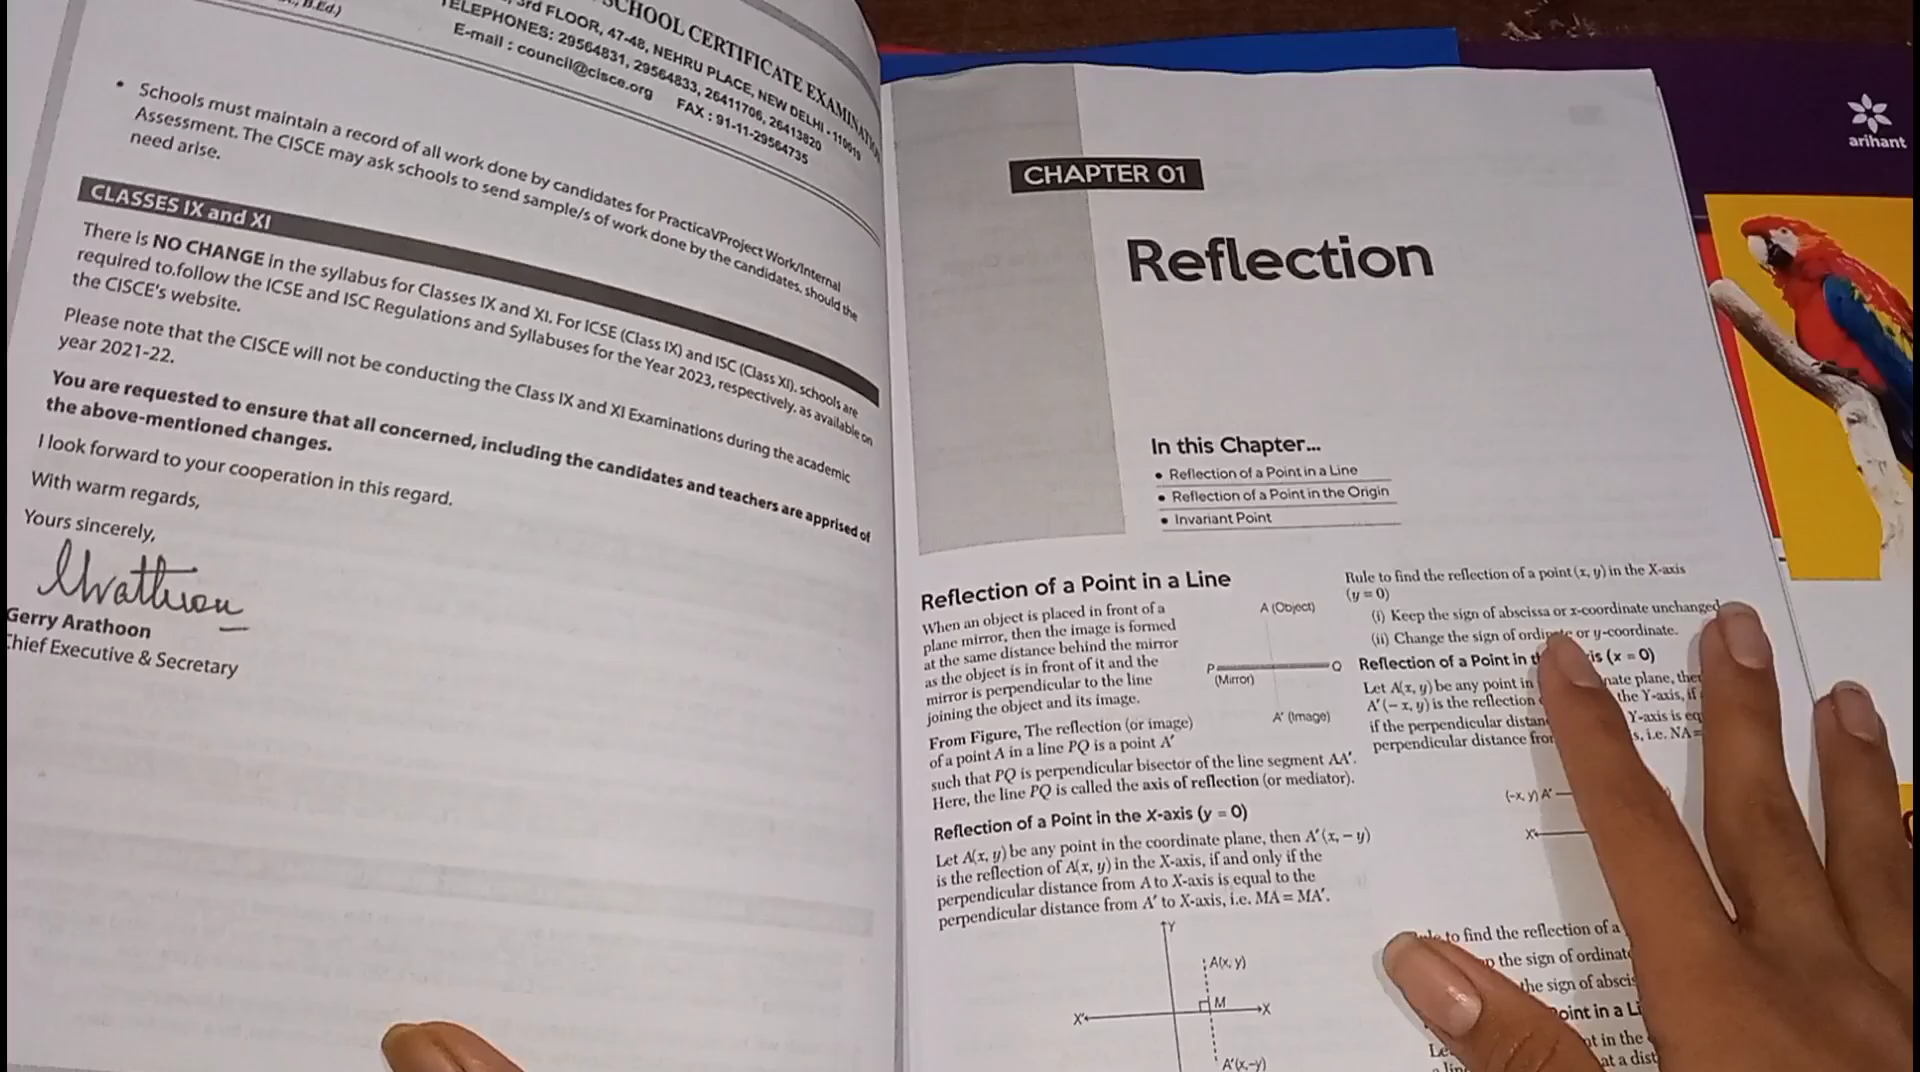 , B.Ed.)
SCHOOL CERTIFICATE EXAMINATION
3rd FLOOR, 47-48, NEHRU PLACE, NEW DELHI - 110019
TELEPHONES: 29564831, 29564833, 26411706, 26413820
E-mail : council@cisce.org FAX : 91-11-29564735
• Schools must maintain a record of all work done by candidates for Practical/Project Work/Internal
Assessment. The CISCE may ask schools to send sample/s of work done by the candidates, should the
need arise.
CLASSES IX and XI
There is NO CHANGE in the syllabus for Classes IX and XI. For ICSE (Class IX) and ISC (Class XI), schools are
required to.follow the ICSE and ISC Regulations and Syllabuses for the Year 2023, respectively, as available on
the CISCE's website.
Please note that the CISCE will not be conducting the Class IX and XI Examinations during the academic
year 2021-22.
You are requested to ensure that all concerned, including the candidates and teachers are apprised of
the above-mentioned changes.
I look forward to your cooperation in this regard.
With warm regards,
Yours sincerely,
Gerry Arathoon
Chief Executive & Secretary
CHAPTER 01
Reflection
In this Chapter...
• Reflection of a Point in a Line
• Reflection of a Point in the Origin
• Invariant Point
Reflection of a Point in a Line
When an object is placed in front of a
plane mirror, then the image is formed
at the same distance behind the mirror
as the object is in front of it and the
mirror is perpendicular to the line
joining the object and its image.
A (Object)
P Q
(Mirror)
A' (Image)
From Figure, The reflection (or image)
of a point A in a line PQ is a point A'
such that PQ is perpendicular bisector of the line segment AA'.
Here, the line PQ is called the axis of reflection (or mediator).
Reflection of a Point in the X-axis (y = 0)
Let A(x, y) be any point in the coordinate plane, then A'(x, – y)
is the reflection of A(x, y) in the X-axis, if and only if the
perpendicular distance from A to X-axis is equal to the
perpendicular distance from A' to X-axis, i.e. MA = MA'.
Y
A(x, y)
M
X' X
A'(x,-y)
Rule to find the reflection of a point (x, y) in the X-axis
(y = 0)
(i) Keep the sign of abscissa or x-coordinate unchanged
(ii) Change the sign of ordinate or y-coordinate.
Reflection of a Point in (x = 0)
Let A(x, y) be any point in plane, then
A'(– x, y) is the reflection the Y-axis, if
if the perpendicular Y-axis is
perpendicular distance i.e. NA=
(-x, y) A'
X'
to find the reflection of a
the sign of
the sign of
Point in a
in the
at a
arihant